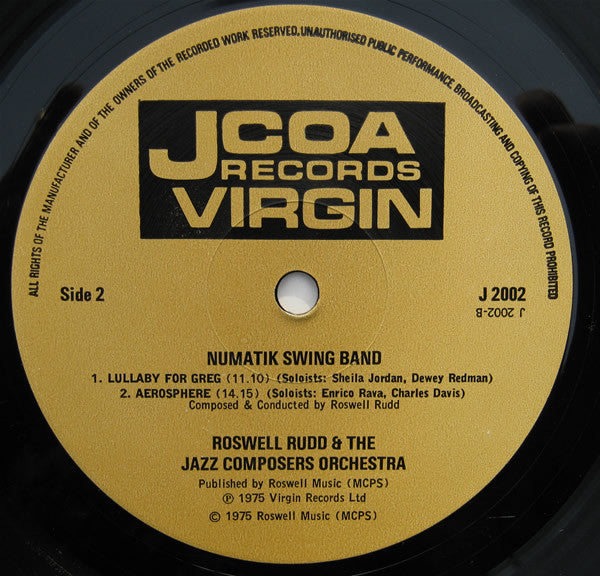 ALL RIGHTS OF THE MANUFACTURER AND OF THE OWNERS OF THE RECORDED WORK RESERVED. UNAUTHORISED PUBLIC PERFORMANCE BROADCASTING AND COPYING OF THIS RECORD PROHIBITED
JCOA
RECORDS
VIRGIN
Side 2
J 2002
J 2002-B
NUMATIK SWING BAND
1. LULLABY FOR GREG (11.10) (Soloists: Sheila Jordan, Dewey Redman)
2. AEROSPHERE (14.15) (Soloists: Enrico Rava, Charles Davis)
Composed & Conducted by Roswell Rudd
ROSWELL RUDD & THE
JAZZ COMPOSERS ORCHESTRA
Published by Roswell Music (MCPS)
℗ 1975 Virgin Records Ltd
© 1975 Roswell Music (MCPS)